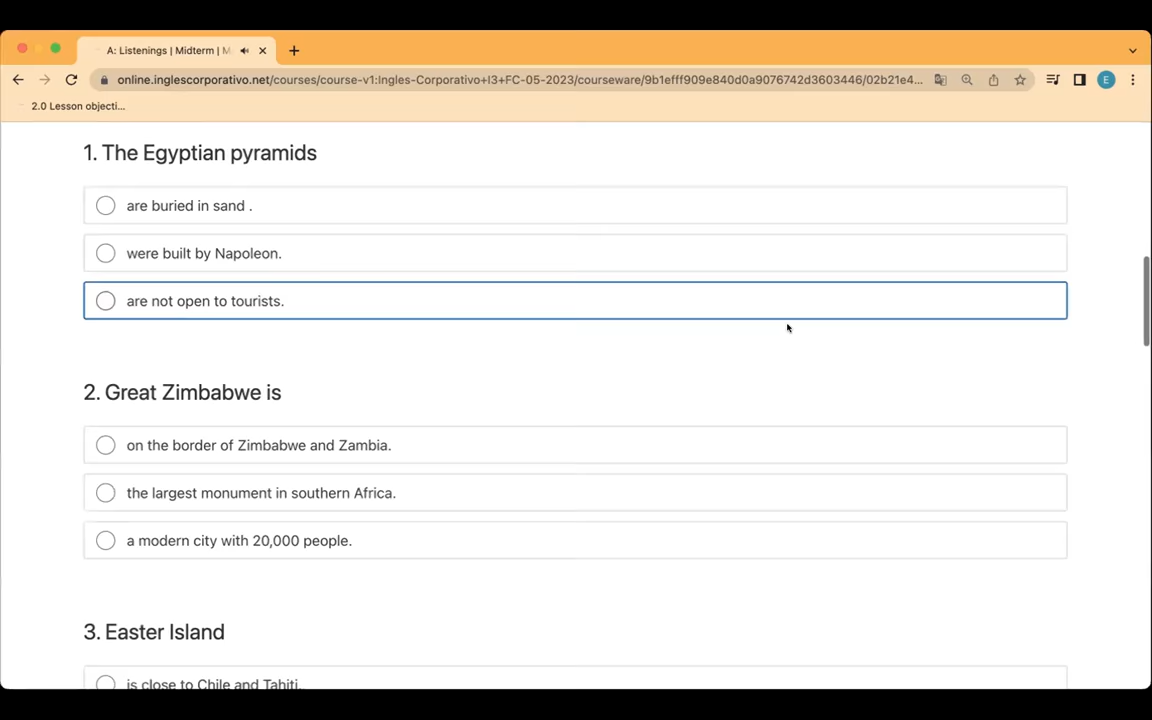 A: Listenings | Midterm | M
online.inglescorporativo.net/courses/course-v1:Ingles-Corporativo+I3+FC-05-2023/courseware/9b1efff909e840d0a9076742d3603446/02b21e4...
E
2.0 Lesson objecti...
1. The Egyptian pyramids
are buried in sand .
were built by Napoleon.
are not open to tourists.
2. Great Zimbabwe is
on the border of Zimbabwe and Zambia.
the largest monument in southern Africa.
a modern city with 20,000 people.
3. Easter Island
is close to Chile and Tahiti.